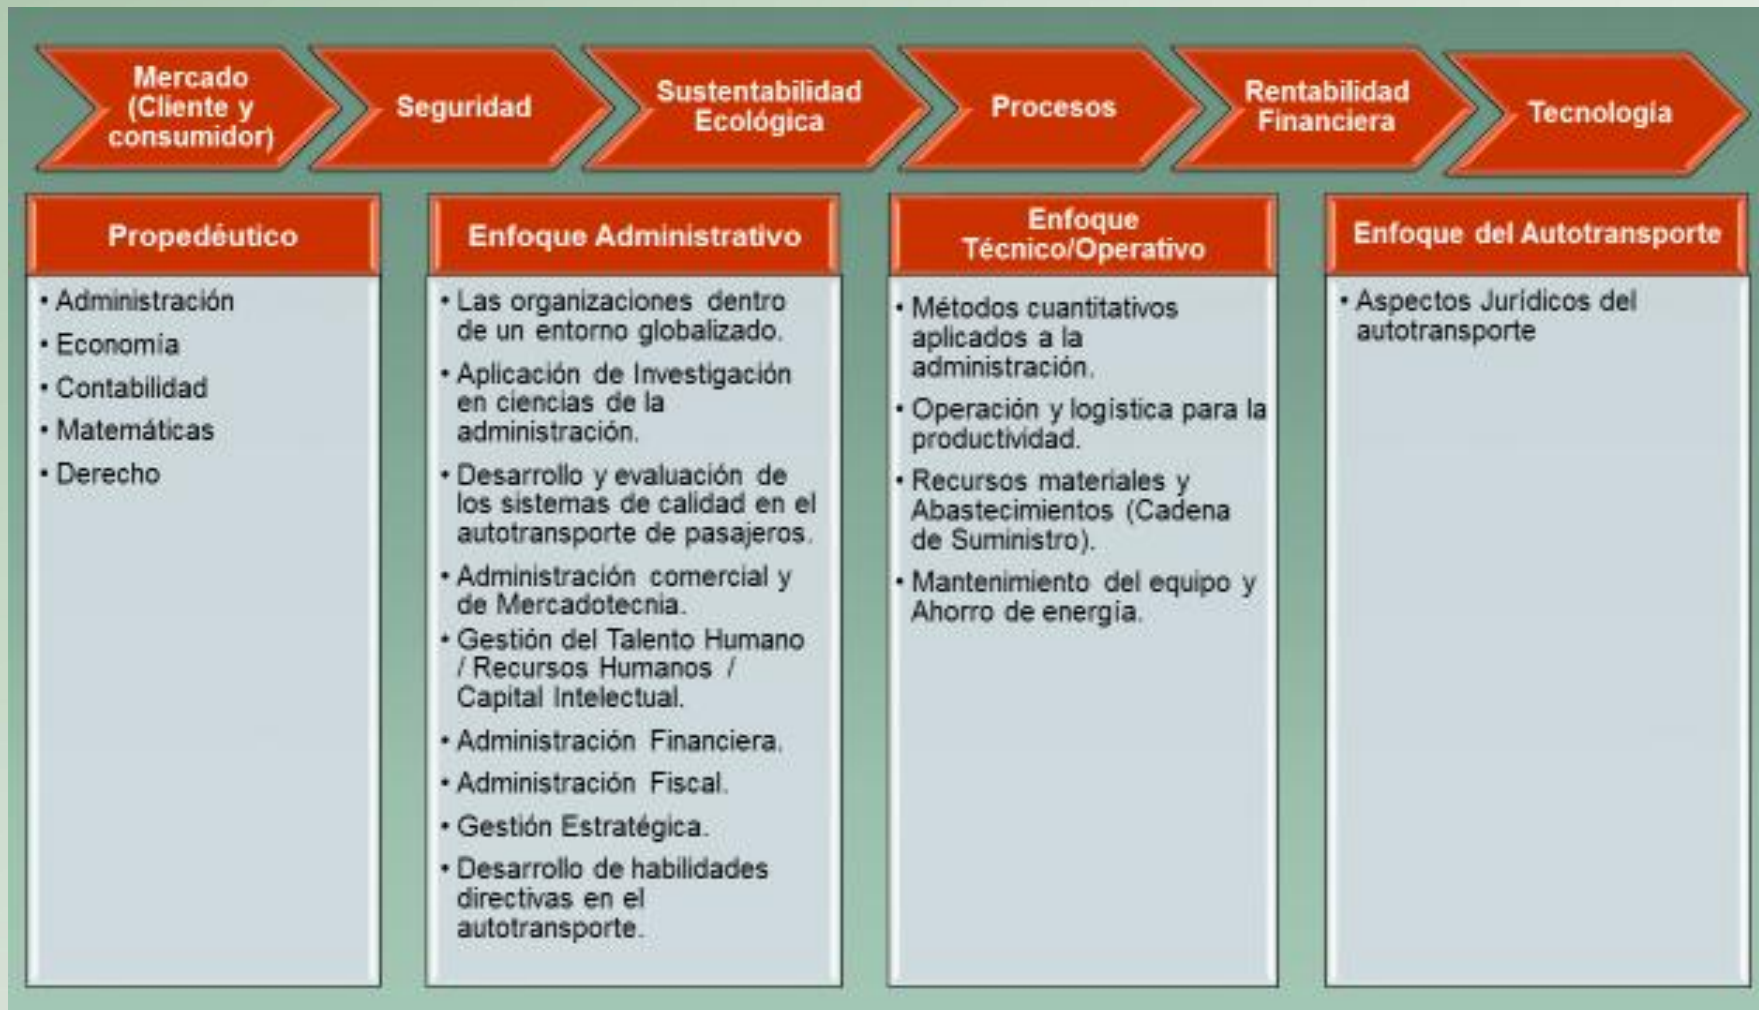 Mercado
(Cliente y
consumidor)
Seguridad
Sustentabilidad
Ecológica
Procesos
Rentabilidad
Financiera
Tecnología
Propedéutico
• Administración
• Economía
• Contabilidad
• Matemáticas
• Derecho
Enfoque Administrativo
• Las organizaciones dentro
de un entorno globalizado.
• Aplicación de Investigación
en ciencias de la
administración.
• Desarrollo y evaluación de
los sistemas de calidad en el
autotransporte de pasajeros.
• Administración comercial y
de Mercadotecnia.
• Gestión del Talento Humano
/ Recursos Humanos /
Capital Intelectual.
• Administración Financiera.
• Administración Fiscal.
• Gestión Estratégica.
• Desarrollo de habilidades
directivas en el
autotransporte.
Enfoque
Técnico/Operativo
• Métodos cuantitativos
aplicados a la
administración.
• Operación y logística para la
productividad.
• Recursos materiales y
Abastecimientos (Cadena
de Suministro).
• Mantenimiento del equipo y
Ahorro de energía.
Enfoque del Autotransporte
• Aspectos Jurídicos del
autotransporte